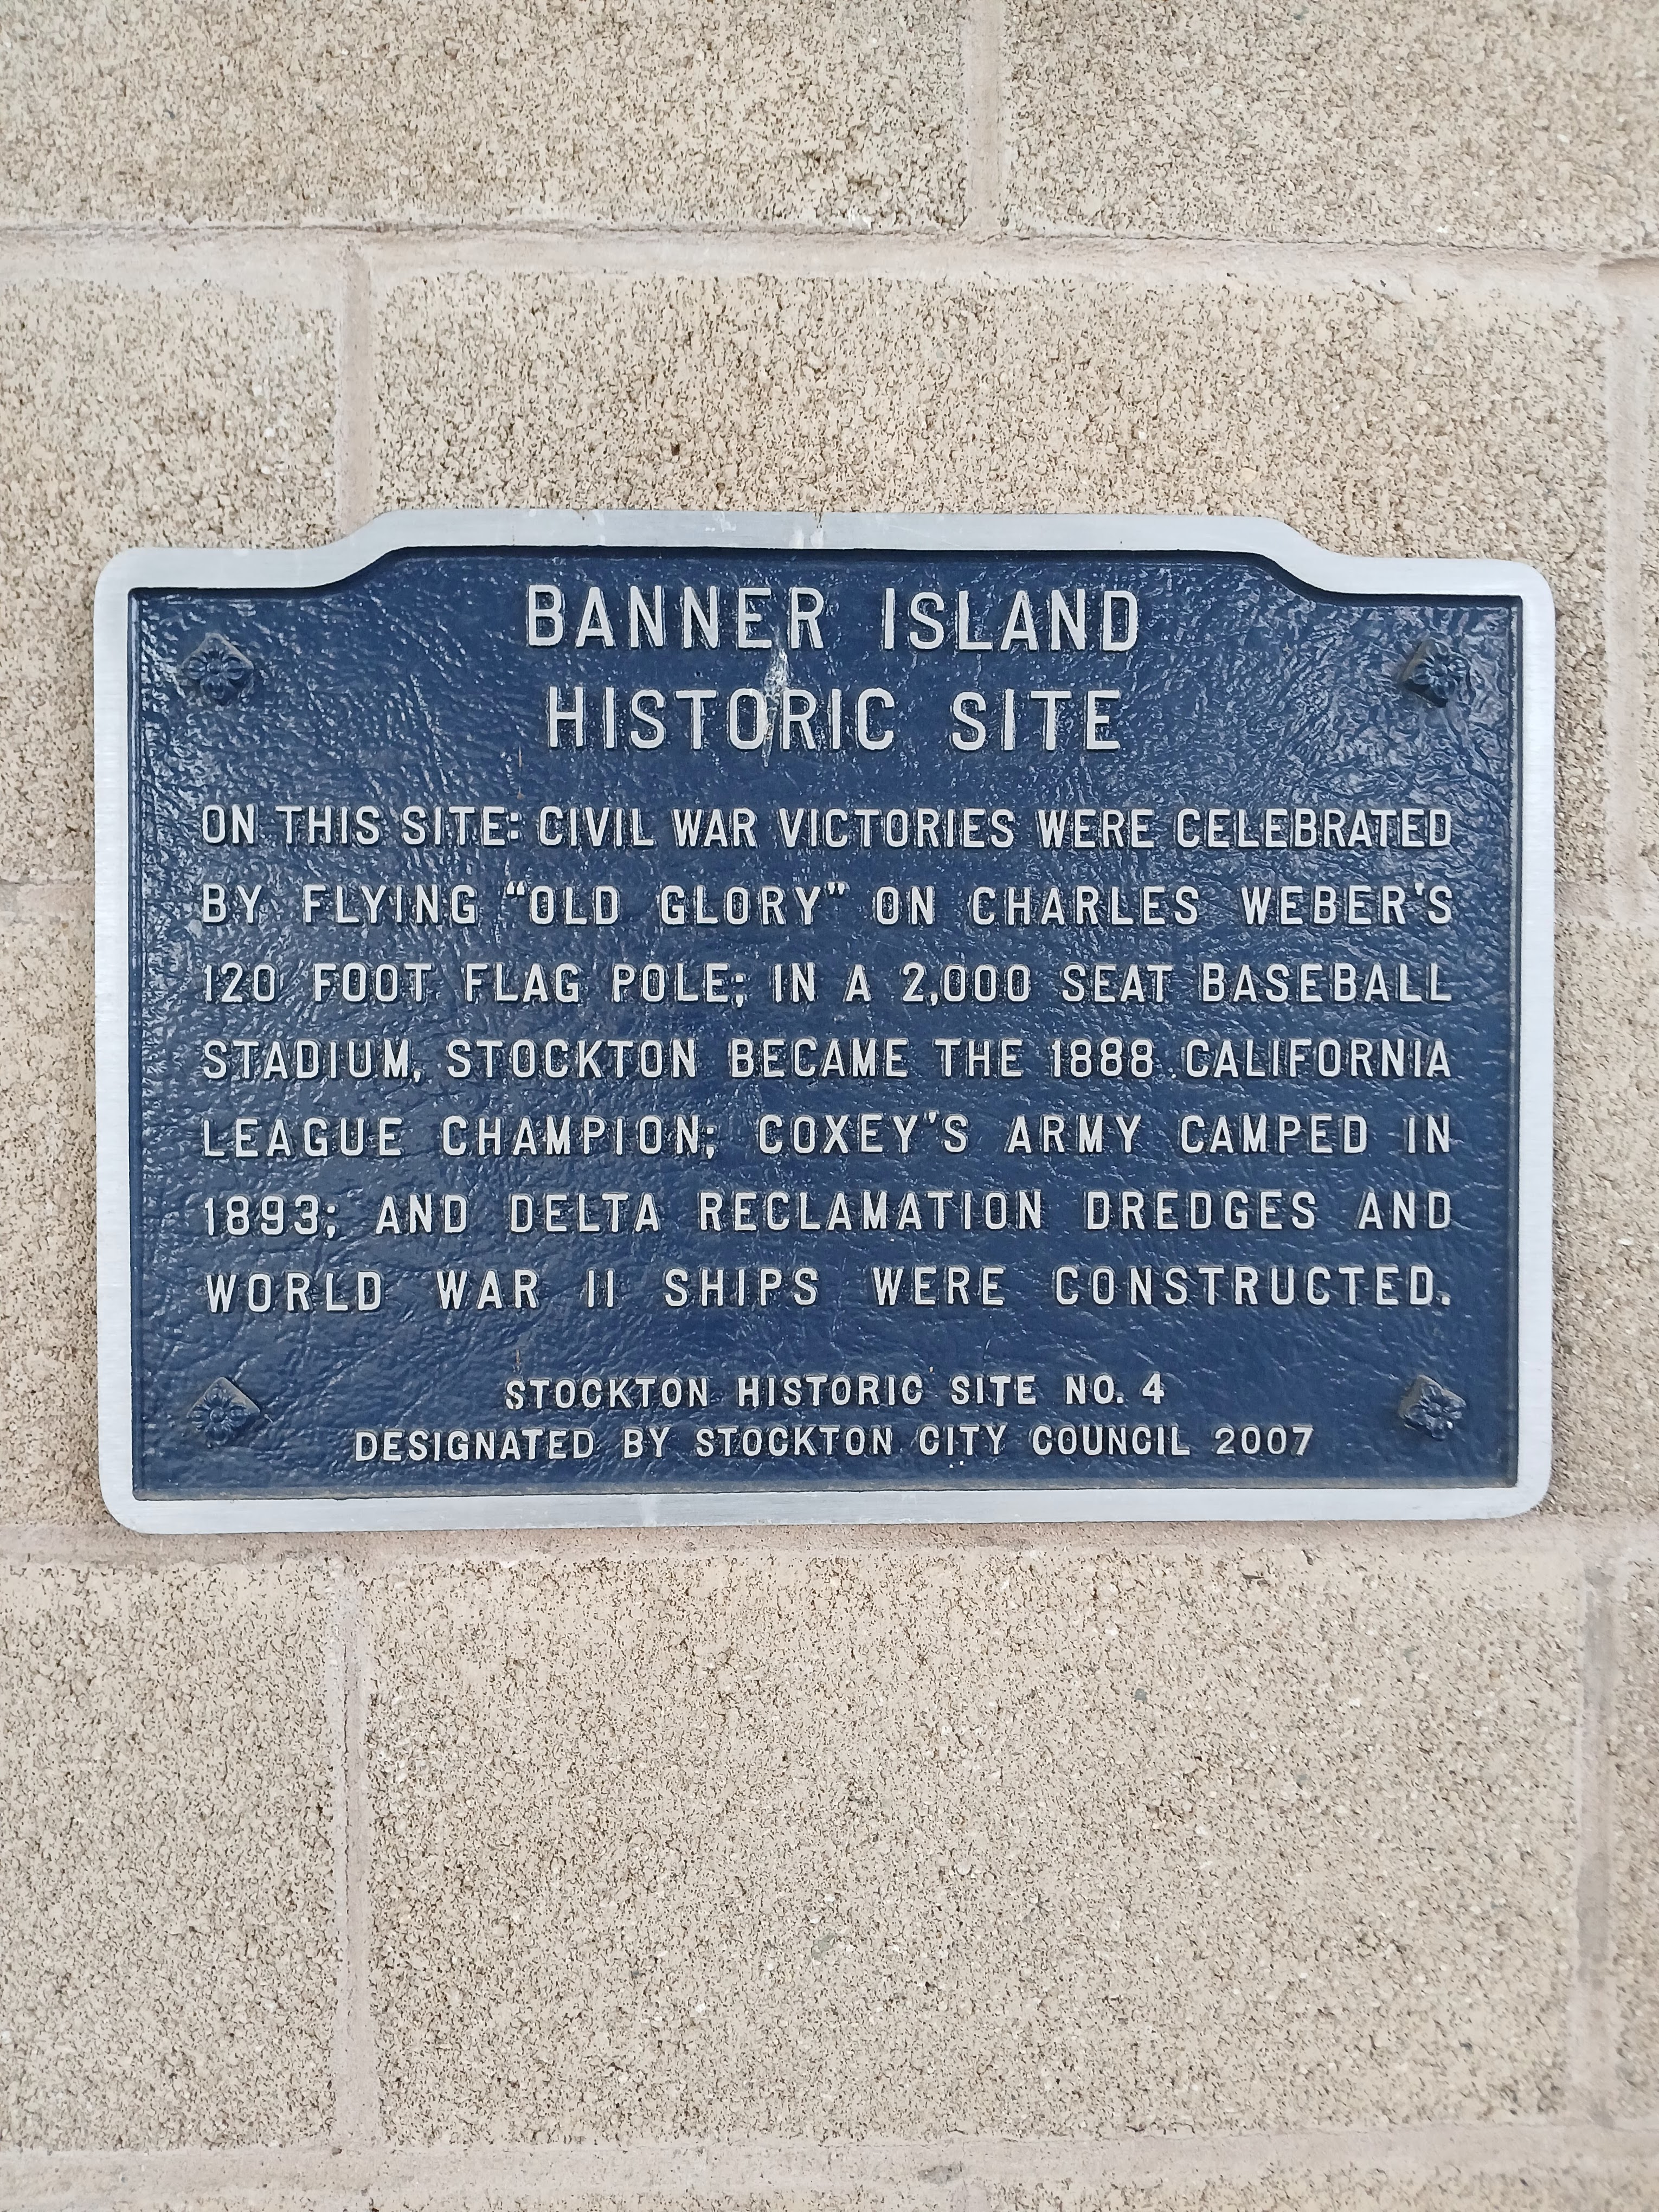 BANNER ISLAND
HISTORIC SITE
ON THIS SITE: CIVIL WAR VICTORIES WERE CELEBRATED
BY FLYING “OLD GLORY” ON CHARLES WEBER'S
120 FOOT FLAG POLE; IN A 2,000 SEAT BASEBALL
STADIUM, STOCKTON BECAME THE 1888 CALIFORNIA
LEAGUE CHAMPION; COXEY'S ARMY CAMPED IN
1893; AND DELTA RECLAMATION DREDGES AND
WORLD WAR II SHIPS WERE CONSTRUCTED.
STOCKTON HISTORIC SITE NO. 4
DESIGNATED BY STOCKTON CITY COUNCIL 2007